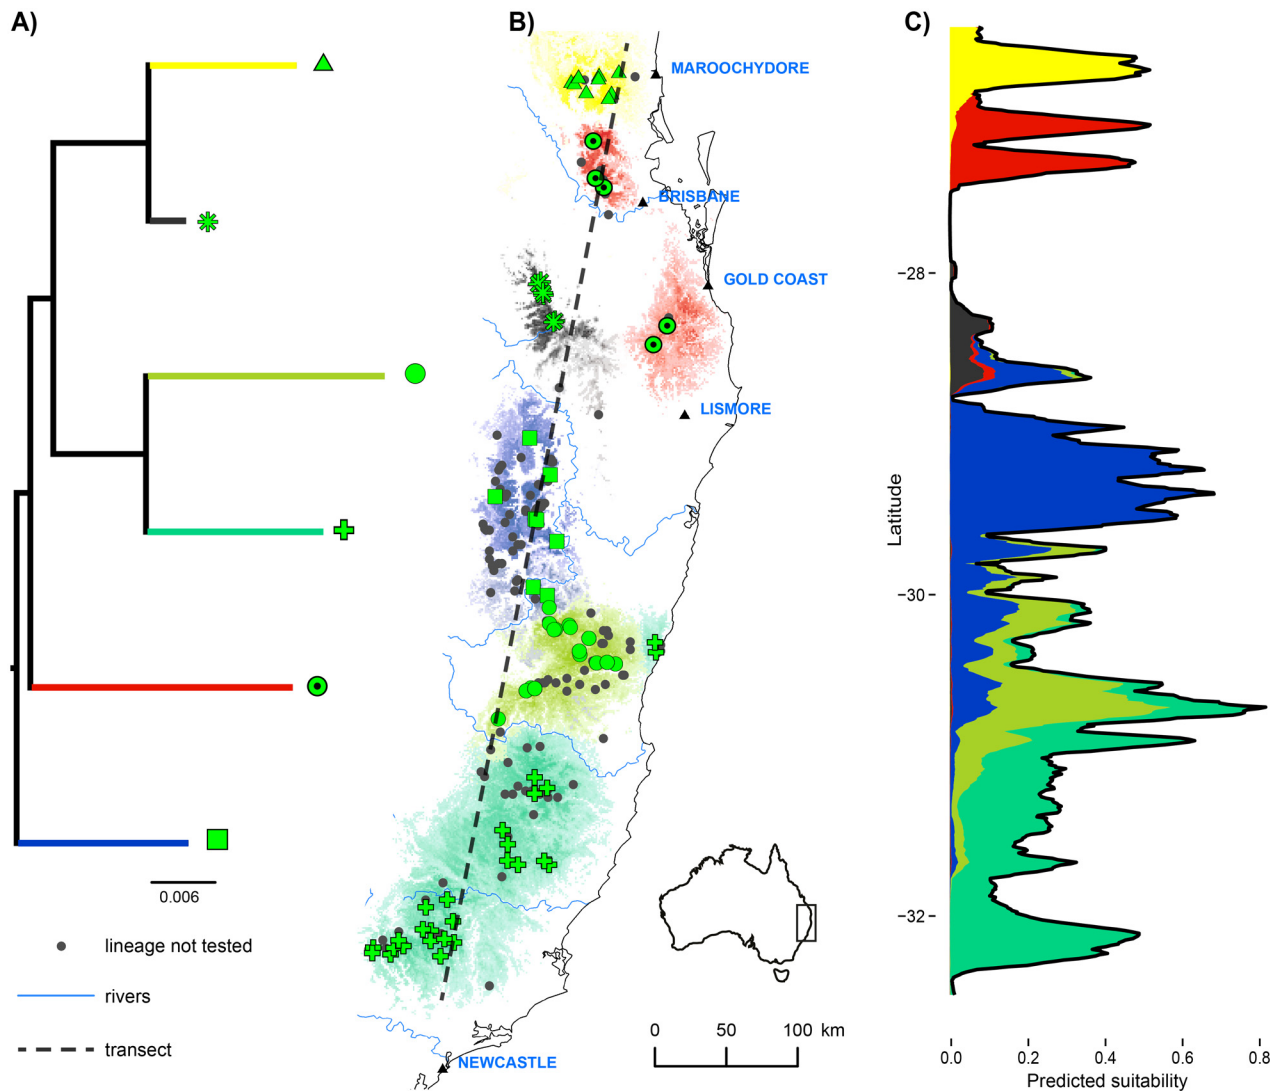 A)
B)
C)
MAROOCHYDORE
BRISBANE
GOLD COAST
LISMORE
NEWCASTLE
0.006
lineage not tested
rivers
transect
0 50 100 km
Latitude
−28
−30
−32
0.0 0.2 0.4 0.6 0.8
Predicted suitability